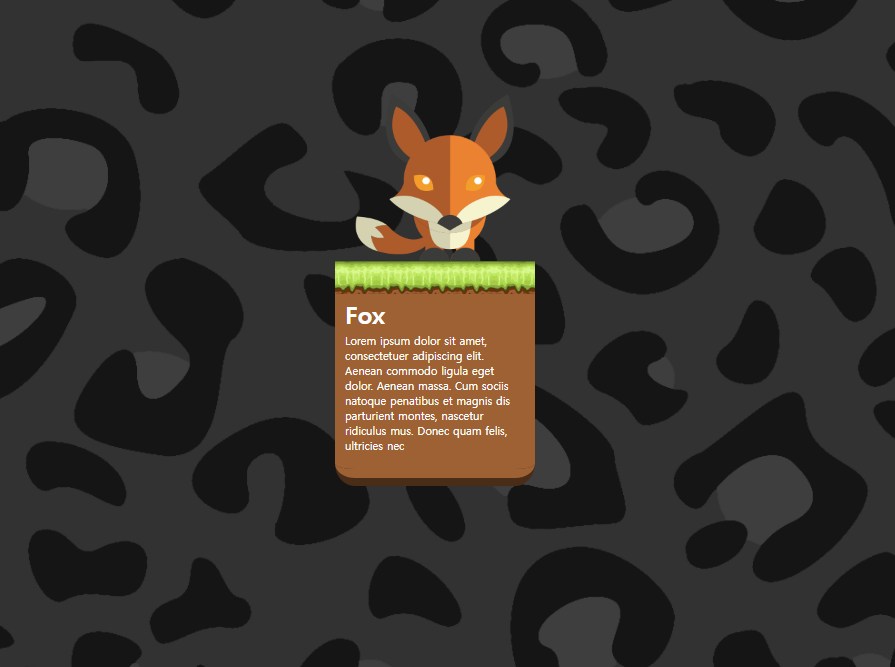 Fox
Lorem ipsum dolor sit amet,
consectetuer adipiscing elit.
Aenean commodo ligula eget
dolor. Aenean massa. Cum sociis
natoque penatibus et magnis dis
parturient montes, nascetur
ridiculus mus. Donec quam felis,
ultricies nec